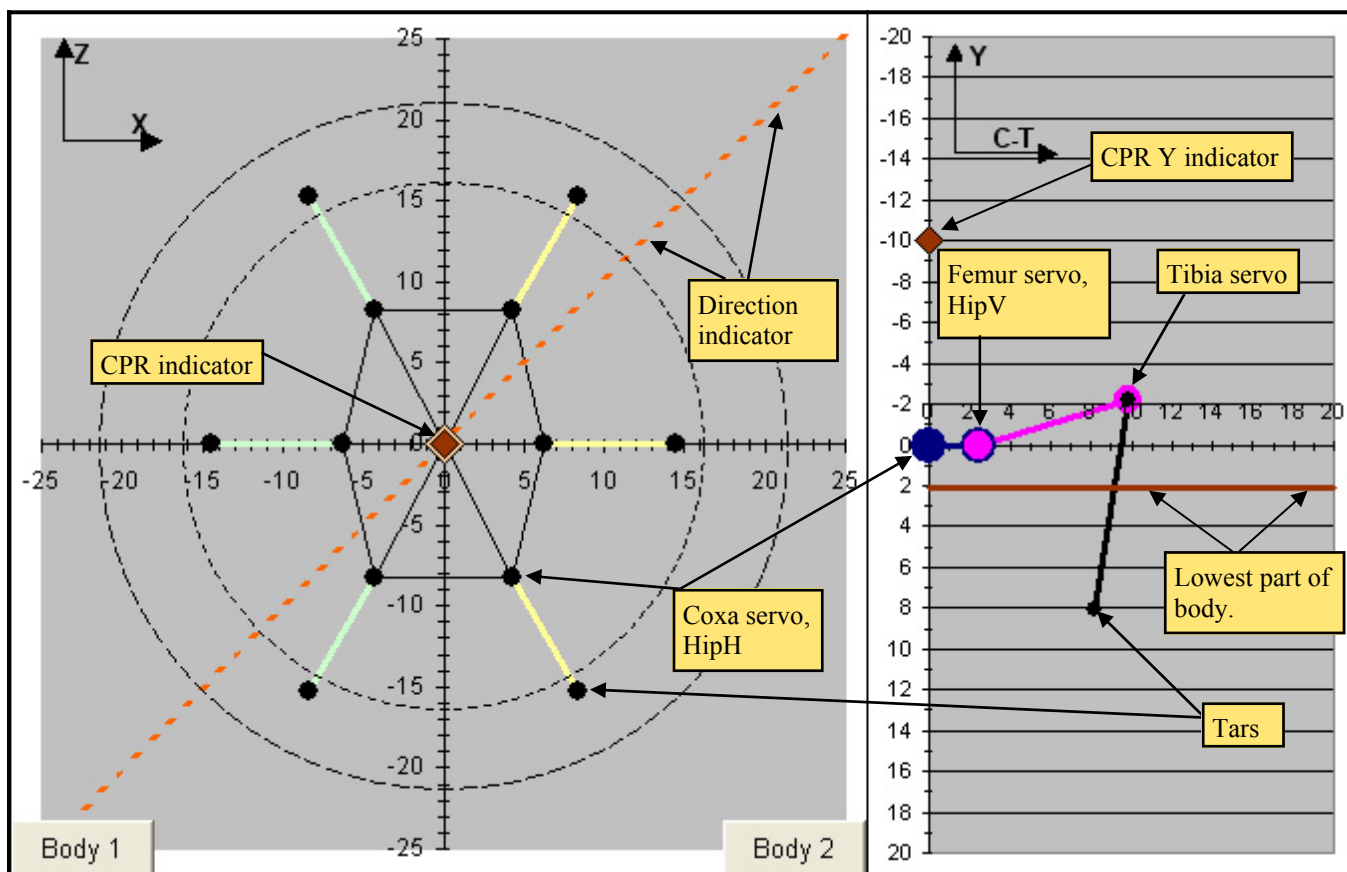 Z
X
25
20
15
10
5
-25
-20
-15
-10
-5
0
5
10
15
20
25
-5
-10
-15
-20
-25
CPR indicator
Direction
indicator
Coxa servo,
HipH
Body 1
Body 2
Y
C-T
-20
-18
-16
-14
-12
-10
-8
-6
-4
-2
0
2
4
6
8
10
12
14
16
18
20
0
2
4
6
8
10
12
14
16
18
20
CPR Y indicator
Femur servo,
HipV
Tibia servo
Lowest part of
body.
Tars